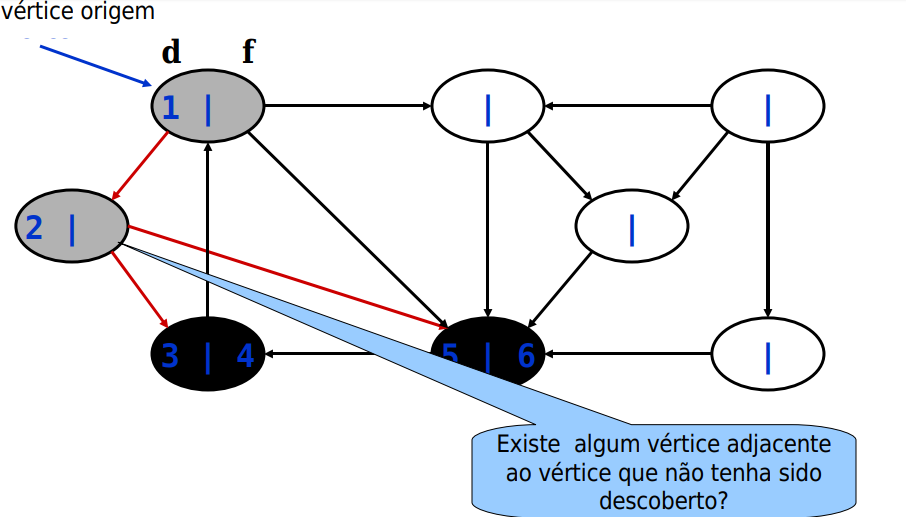 vértice origem
d f
1 | | |
2 | |
3 | 4 5 | 6 |
Existe algum vértice adjacente
ao vértice que não tenha sido
descoberto?